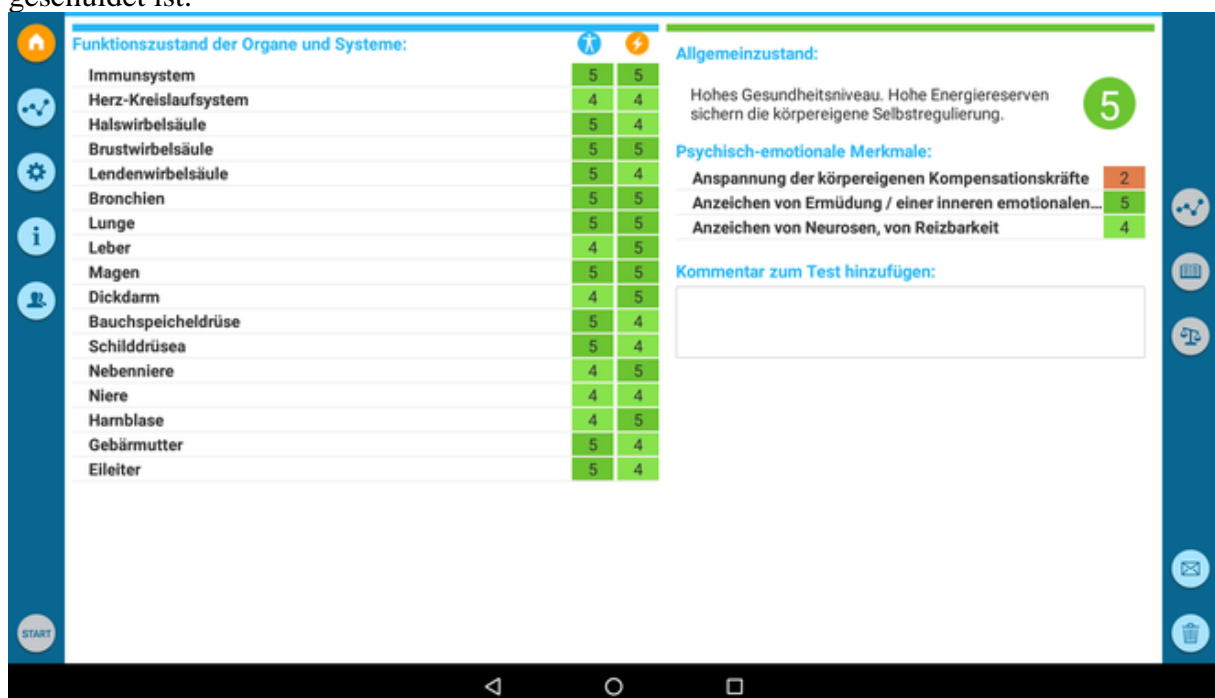 geschuldet ist.
Funktionszustand der Organe und Systeme:
Immunsystem 5 5
Herz-Kreislaufsystem 4 4
Halswirbelsäule 5 4
Brustwirbelsäule 5 5
Lendenwirbelsäule 5 4
Bronchien 5 5
Lunge 5 5
Leber 4 5
Magen 5 5
Dickdarm 4 5
Bauchspeicheldrüse 5 4
Schilddrüsea 5 4
Nebenniere 4 5
Niere 4 4
Harnblase 4 5
Gebärmutter 5 4
Eileiter 5 4
Allgemeinzustand:
Hohes Gesundheitsniveau. Hohe Energiereserven
sichern die körpereigene Selbstregulierung.
5
Psychisch-emotionale Merkmale:
Anspannung der körpereigenen Kompensationskräfte 2
Anzeichen von Ermüdung / einer inneren emotionalen... 5
Anzeichen von Neurosen, von Reizbarkeit 4
Kommentar zum Test hinzufügen:
START